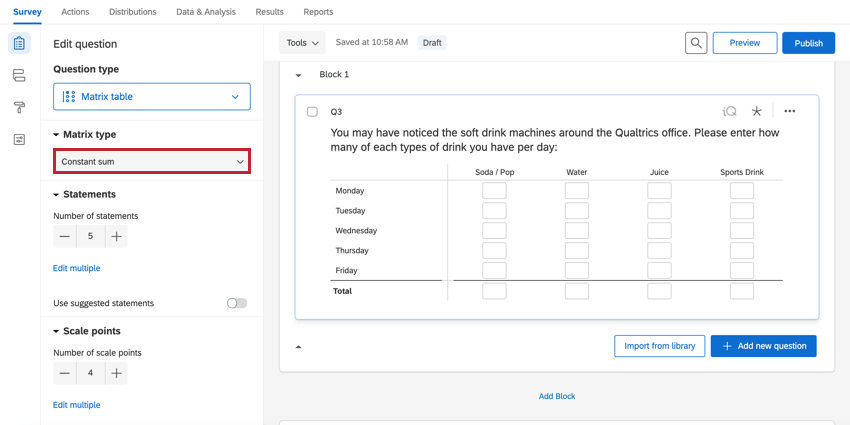 Survey Actions Distributions Data & Analysis Results Reports
Edit question
Question type
Matrix table
Matrix type
Constant sum
Statements
Number of statements
5
Edit multiple
Use suggested statements
Scale points
Number of scale points
4
Edit multiple
Tools Saved at 10:58 AM Draft Preview Publish
Block 1
Q3 iQ
You may have noticed the soft drink machines around the Qualtrics office. Please enter how
many of each types of drink you have per day:
Soda / Pop Water Juice Sports Drink
Monday
Tuesday
Wednesday
Thursday
Friday
Total
Import from library Add new question
Add Block